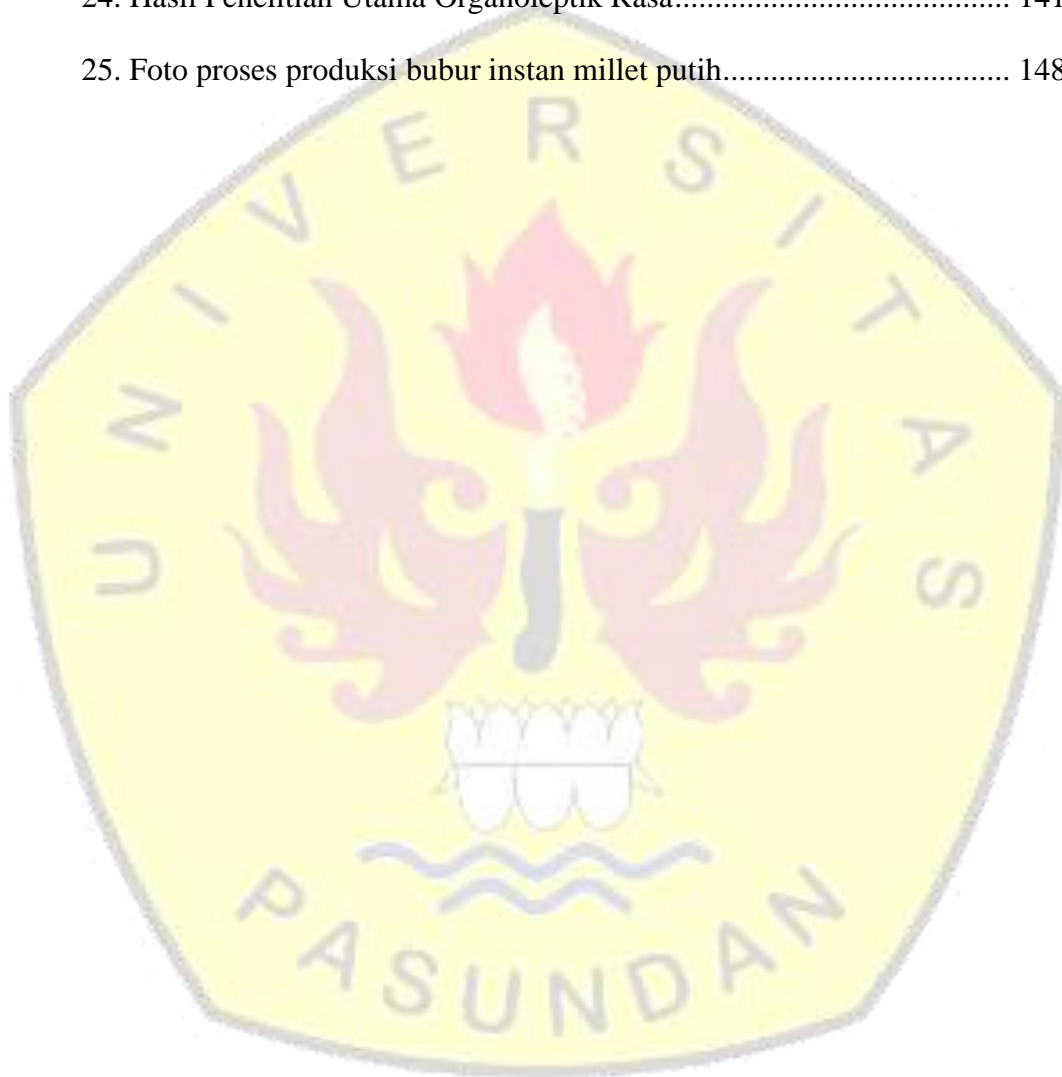 24. Hasil Penelitian Utama Organoleptik Rasa.......................................... 141
25. Foto proses produksi bubur instan millet putih.................................... 148
UNIVERSITAS
PASUNDAN